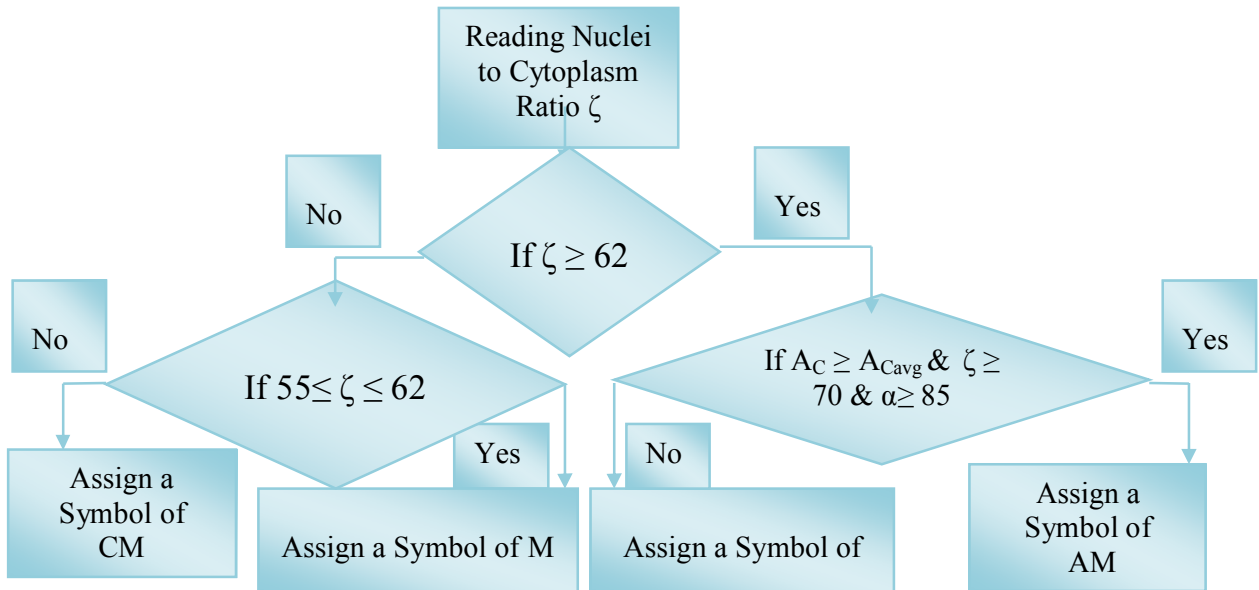 Reading Nuclei
to Cytoplasm
Ratio ζ
No
Yes
If ζ ≥ 62
No
If 55≤ ζ ≤ 62
If A_C ≥ A_Cavg & ζ ≥
70 & α≥ 85
Yes
Yes
No
Assign a
Symbol of
CM
Assign a Symbol of M
Assign a Symbol of
Assign a
Symbol of
AM